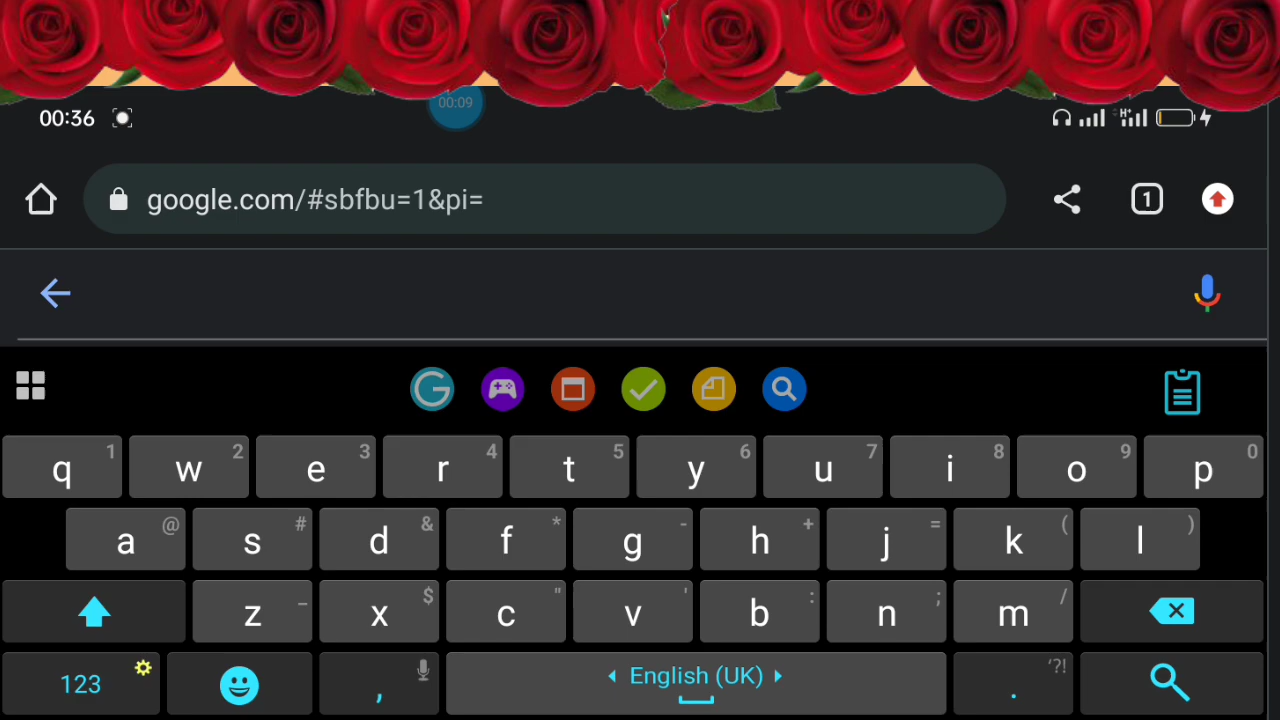 00:09
00:36 H+
google.com/#sbfbu=1&pi= 1
G
q 1 w 2 e 3 r 4 t 5 y 6 u 7 i 8 o 9 p 0
a @ s # d & f * g - h + j = k ( l )
z _ x $ c " v ' b : n ; m /
123 , English (UK) . '?!